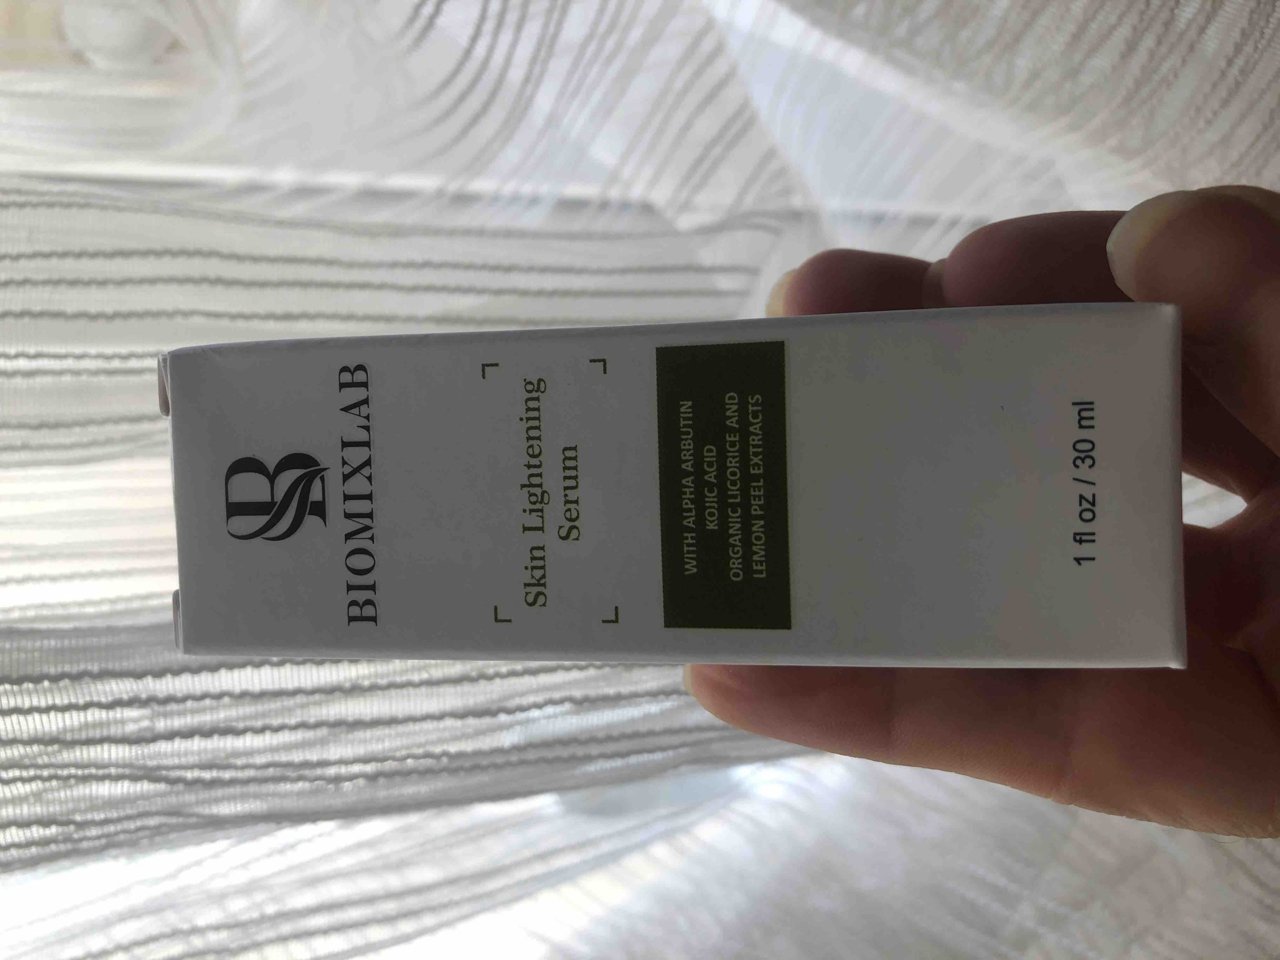 BIOMIXLAB
Skin Lightening
Serum
WITH ALPHA ARBUTIN
KOJIC ACID
ORGANIC LICORICE AND
LEMON PEEL EXTRACTS
1 fl oz / 30 ml